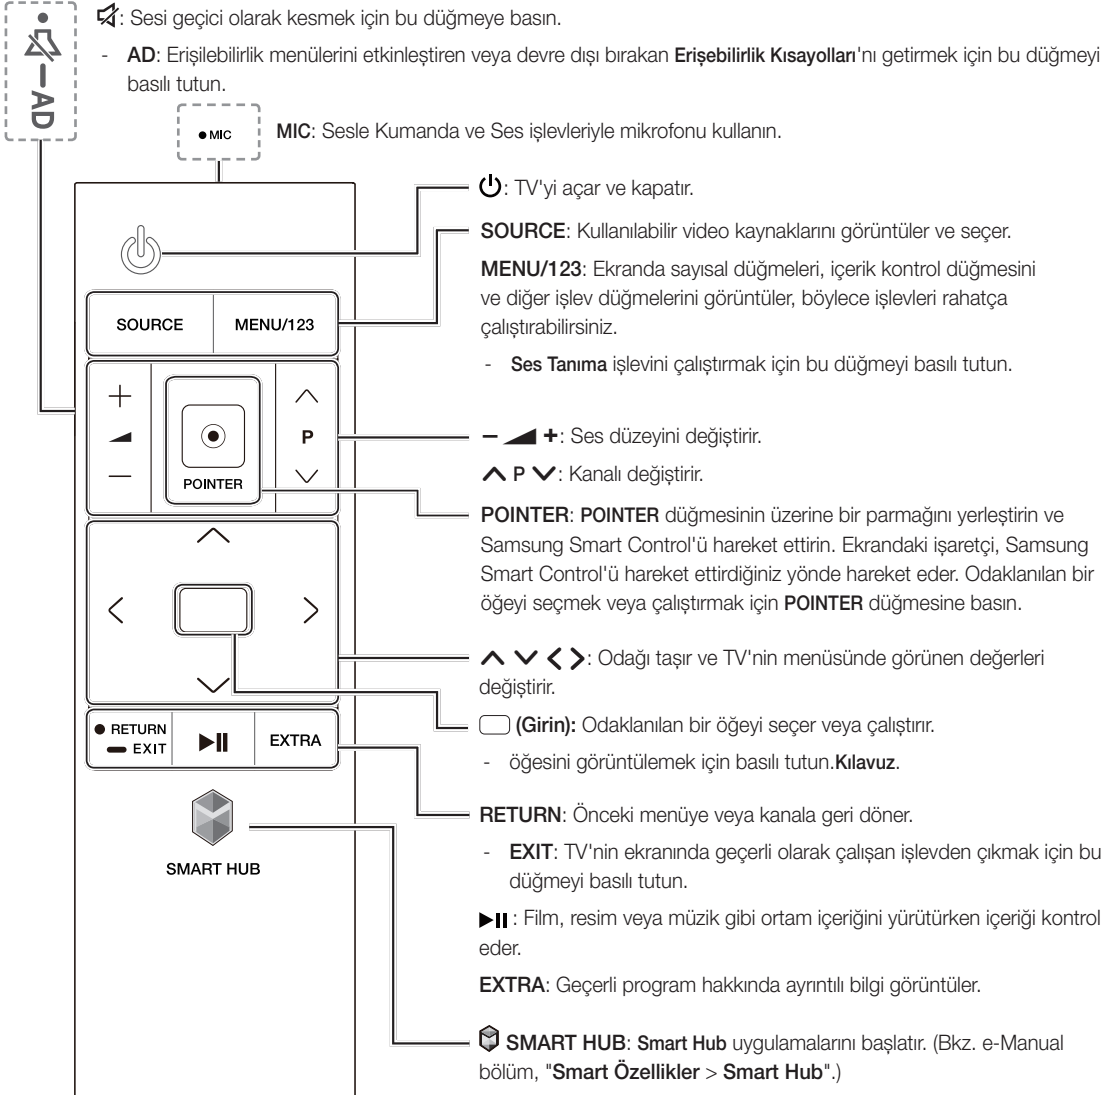 : Sesi geçici olarak kesmek için bu düğmeye basın.
- AD: Erişilebilirlik menülerini etkinleştiren veya devre dışı bırakan Erişebilirlik Kısayolları'nı getirmek için bu düğmeyi
basılı tutun.
AD
MIC
MIC: Sesle Kumanda ve Ses işlevleriyle mikrofonu kullanın.
: TV'yi açar ve kapatır.
SOURCE: Kullanılabilir video kaynaklarını görüntüler ve seçer.
MENU/123: Ekranda sayısal düğmeleri, içerik kontrol düğmesini
ve diğer işlev düğmelerini görüntüler, böylece işlevleri rahatça
çalıştırabilirsiniz.
- Ses Tanıma işlevini çalıştırmak için bu düğmeyi basılı tutun.
SOURCE
MENU/123
+
P
−
POINTER
− +: Ses düzeyini değiştirir.
P : Kanalı değiştirir.
POINTER: POINTER düğmesinin üzerine bir parmağını yerleştirin ve
Samsung Smart Control'ü hareket ettirin. Ekrandaki işaretçi, Samsung
Smart Control'ü hareket ettirdiğiniz yönde hareket eder. Odaklanılan bir
öğeyi seçmek veya çalıştırmak için POINTER düğmesine basın.
: Odağı taşır ve TV'nin menüsünde görünen değerleri
değiştirir.
(Girin): Odaklanılan bir öğeyi seçer veya çalıştırır.
- öğesini görüntülemek için basılı tutun.Kılavuz.
RETURN
EXIT
EXTRA
RETURN: Önceki menüye veya kanala geri döner.
- EXIT: TV'nin ekranında geçerli olarak çalışan işlevden çıkmak için bu
düğmeyi basılı tutun.
: Film, resim veya müzik gibi ortam içeriğini yürütürken içeriği kontrol
eder.
EXTRA: Geçerli program hakkında ayrıntılı bilgi görüntüler.
SMART HUB
SMART HUB: Smart Hub uygulamalarını başlatır. (Bkz. e-Manual
bölüm, "Smart Özellikler > Smart Hub".)